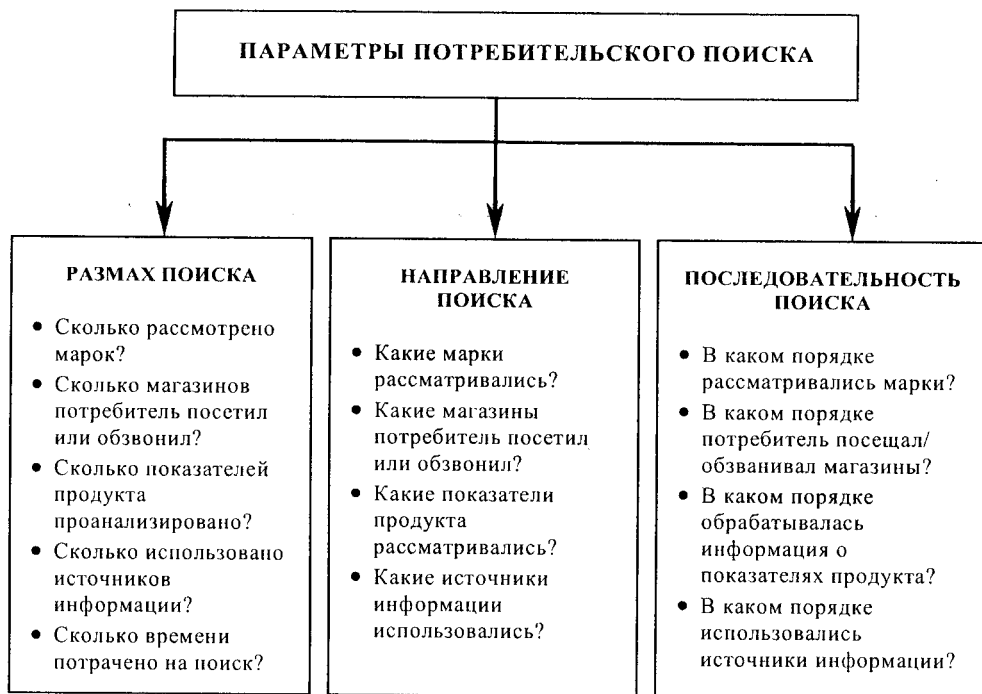 ПАРАМЕТРЫ ПОТРЕБИТЕЛЬСКОГО ПОИСКА
РАЗМАХ ПОИСКА
• Сколько рассмотрено
марок?
• Сколько магазинов
потребитель посетил
или обзвонил?
• Сколько показателей
продукта
проанализировано?
• Сколько использовано
источников
информации?
• Сколько времени
потрачено на поиск?
НАПРАВЛЕНИЕ
ПОИСКА
• Какие марки
рассматривались?
• Какие магазины
потребитель посетил
или обзвонил?
• Какие показатели
продукта
рассматривались?
• Какие источники
информации
использовались?
ПОСЛЕДОВАТЕЛЬНОСТЬ
ПОИСКА
• В каком порядке
рассматривались марки?
• В каком порядке
потребитель посещал/
обзванивал магазины?
• В каком порядке
обрабатывалась
информация о
показателях продукта?
• В каком порядке
использовались
источники информации?